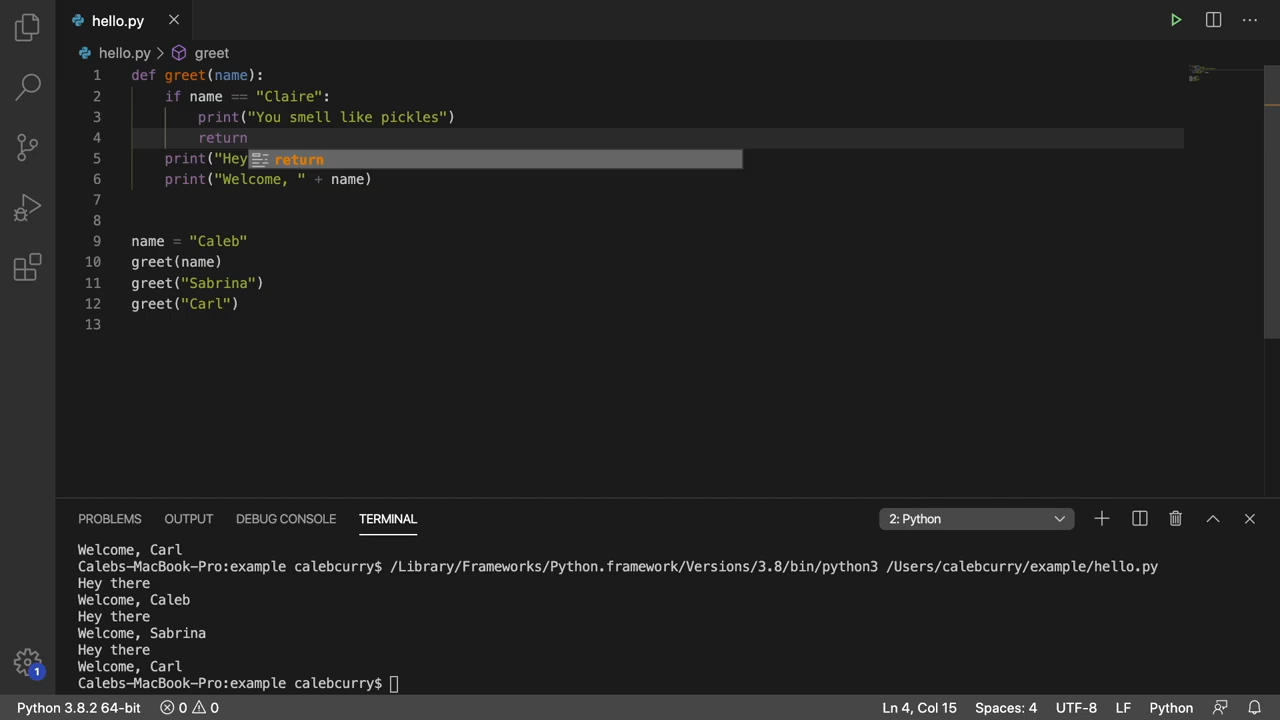 hello.py
hello.py > greet
1 def greet(name):
2 if name == "Claire":
3 print("You smell like pickles")
4 return
5 print("Hey
return
6 print("Welcome, " + name)
7
8
9 name = "Caleb"
10 greet(name)
11 greet("Sabrina")
12 greet("Carl")
13
PROBLEMS OUTPUT DEBUG CONSOLE TERMINAL 2: Python
Welcome, Carl
Calebs-MacBook-Pro:example calebcurry$ /Library/Frameworks/Python.framework/Versions/3.8/bin/python3 /Users/calebcurry/example/hello.py
Hey there
Welcome, Caleb
Hey there
Welcome, Sabrina
Hey there
Welcome, Carl
Calebs-MacBook-Pro:example calebcurry$
1
Python 3.8.2 64-bit 0 0 Ln 4, Col 15 Spaces: 4 UTF-8 LF Python